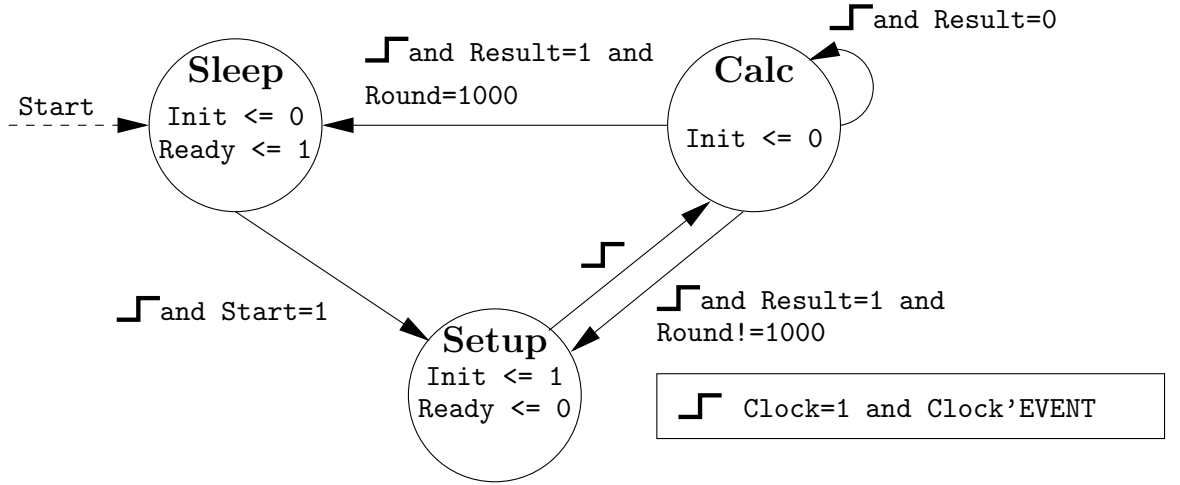 and Result=0
and Result=1 and
Round=1000
Sleep
Init <= 0
Ready <= 1
Start
Calc
Init <= 0
and Start=1
Setup
Init <= 1
Ready <= 0
and Result=1 and
Round!=1000
Clock=1 and Clock'EVENT